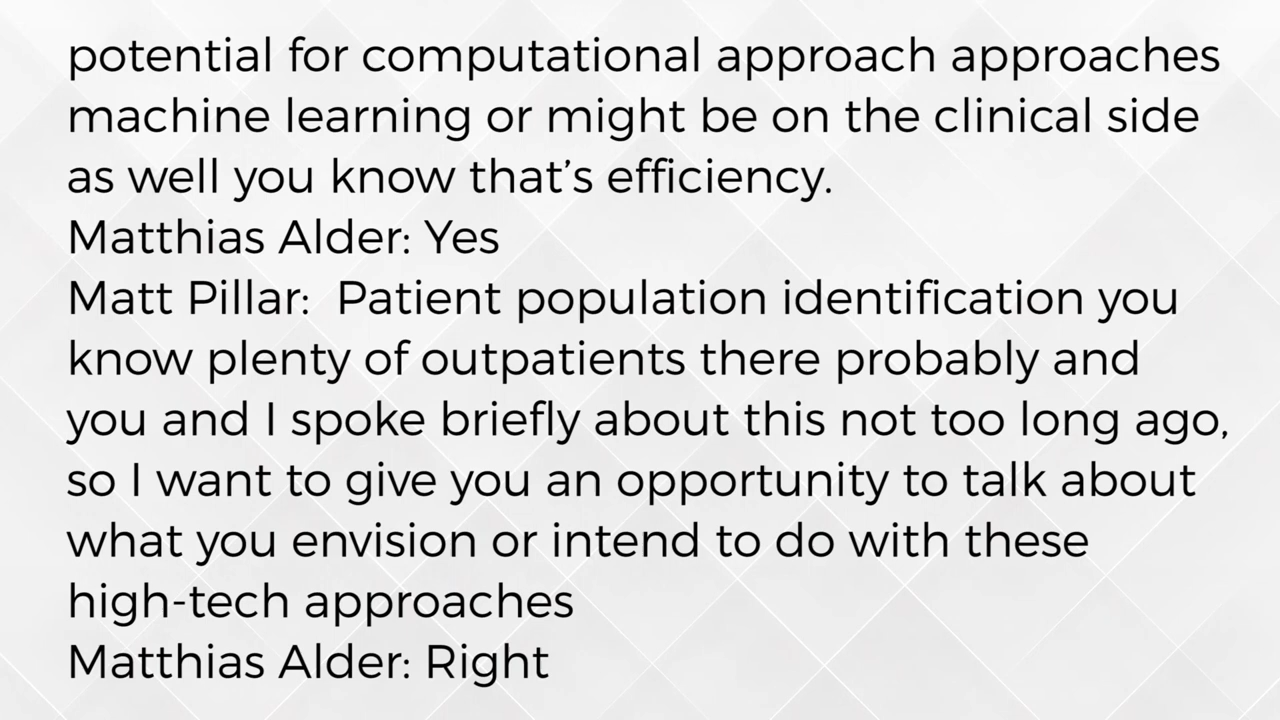 potential for computational approach approaches
machine learning or might be on the clinical side
as well you know that’s efficiency.
Matthias Alder: Yes
Matt Pillar:  Patient population identification you
know plenty of outpatients there probably and
you and I spoke briefly about this not too long ago,
so I want to give you an opportunity to talk about
what you envision or intend to do with these
high-tech approaches
Matthias Alder: Right